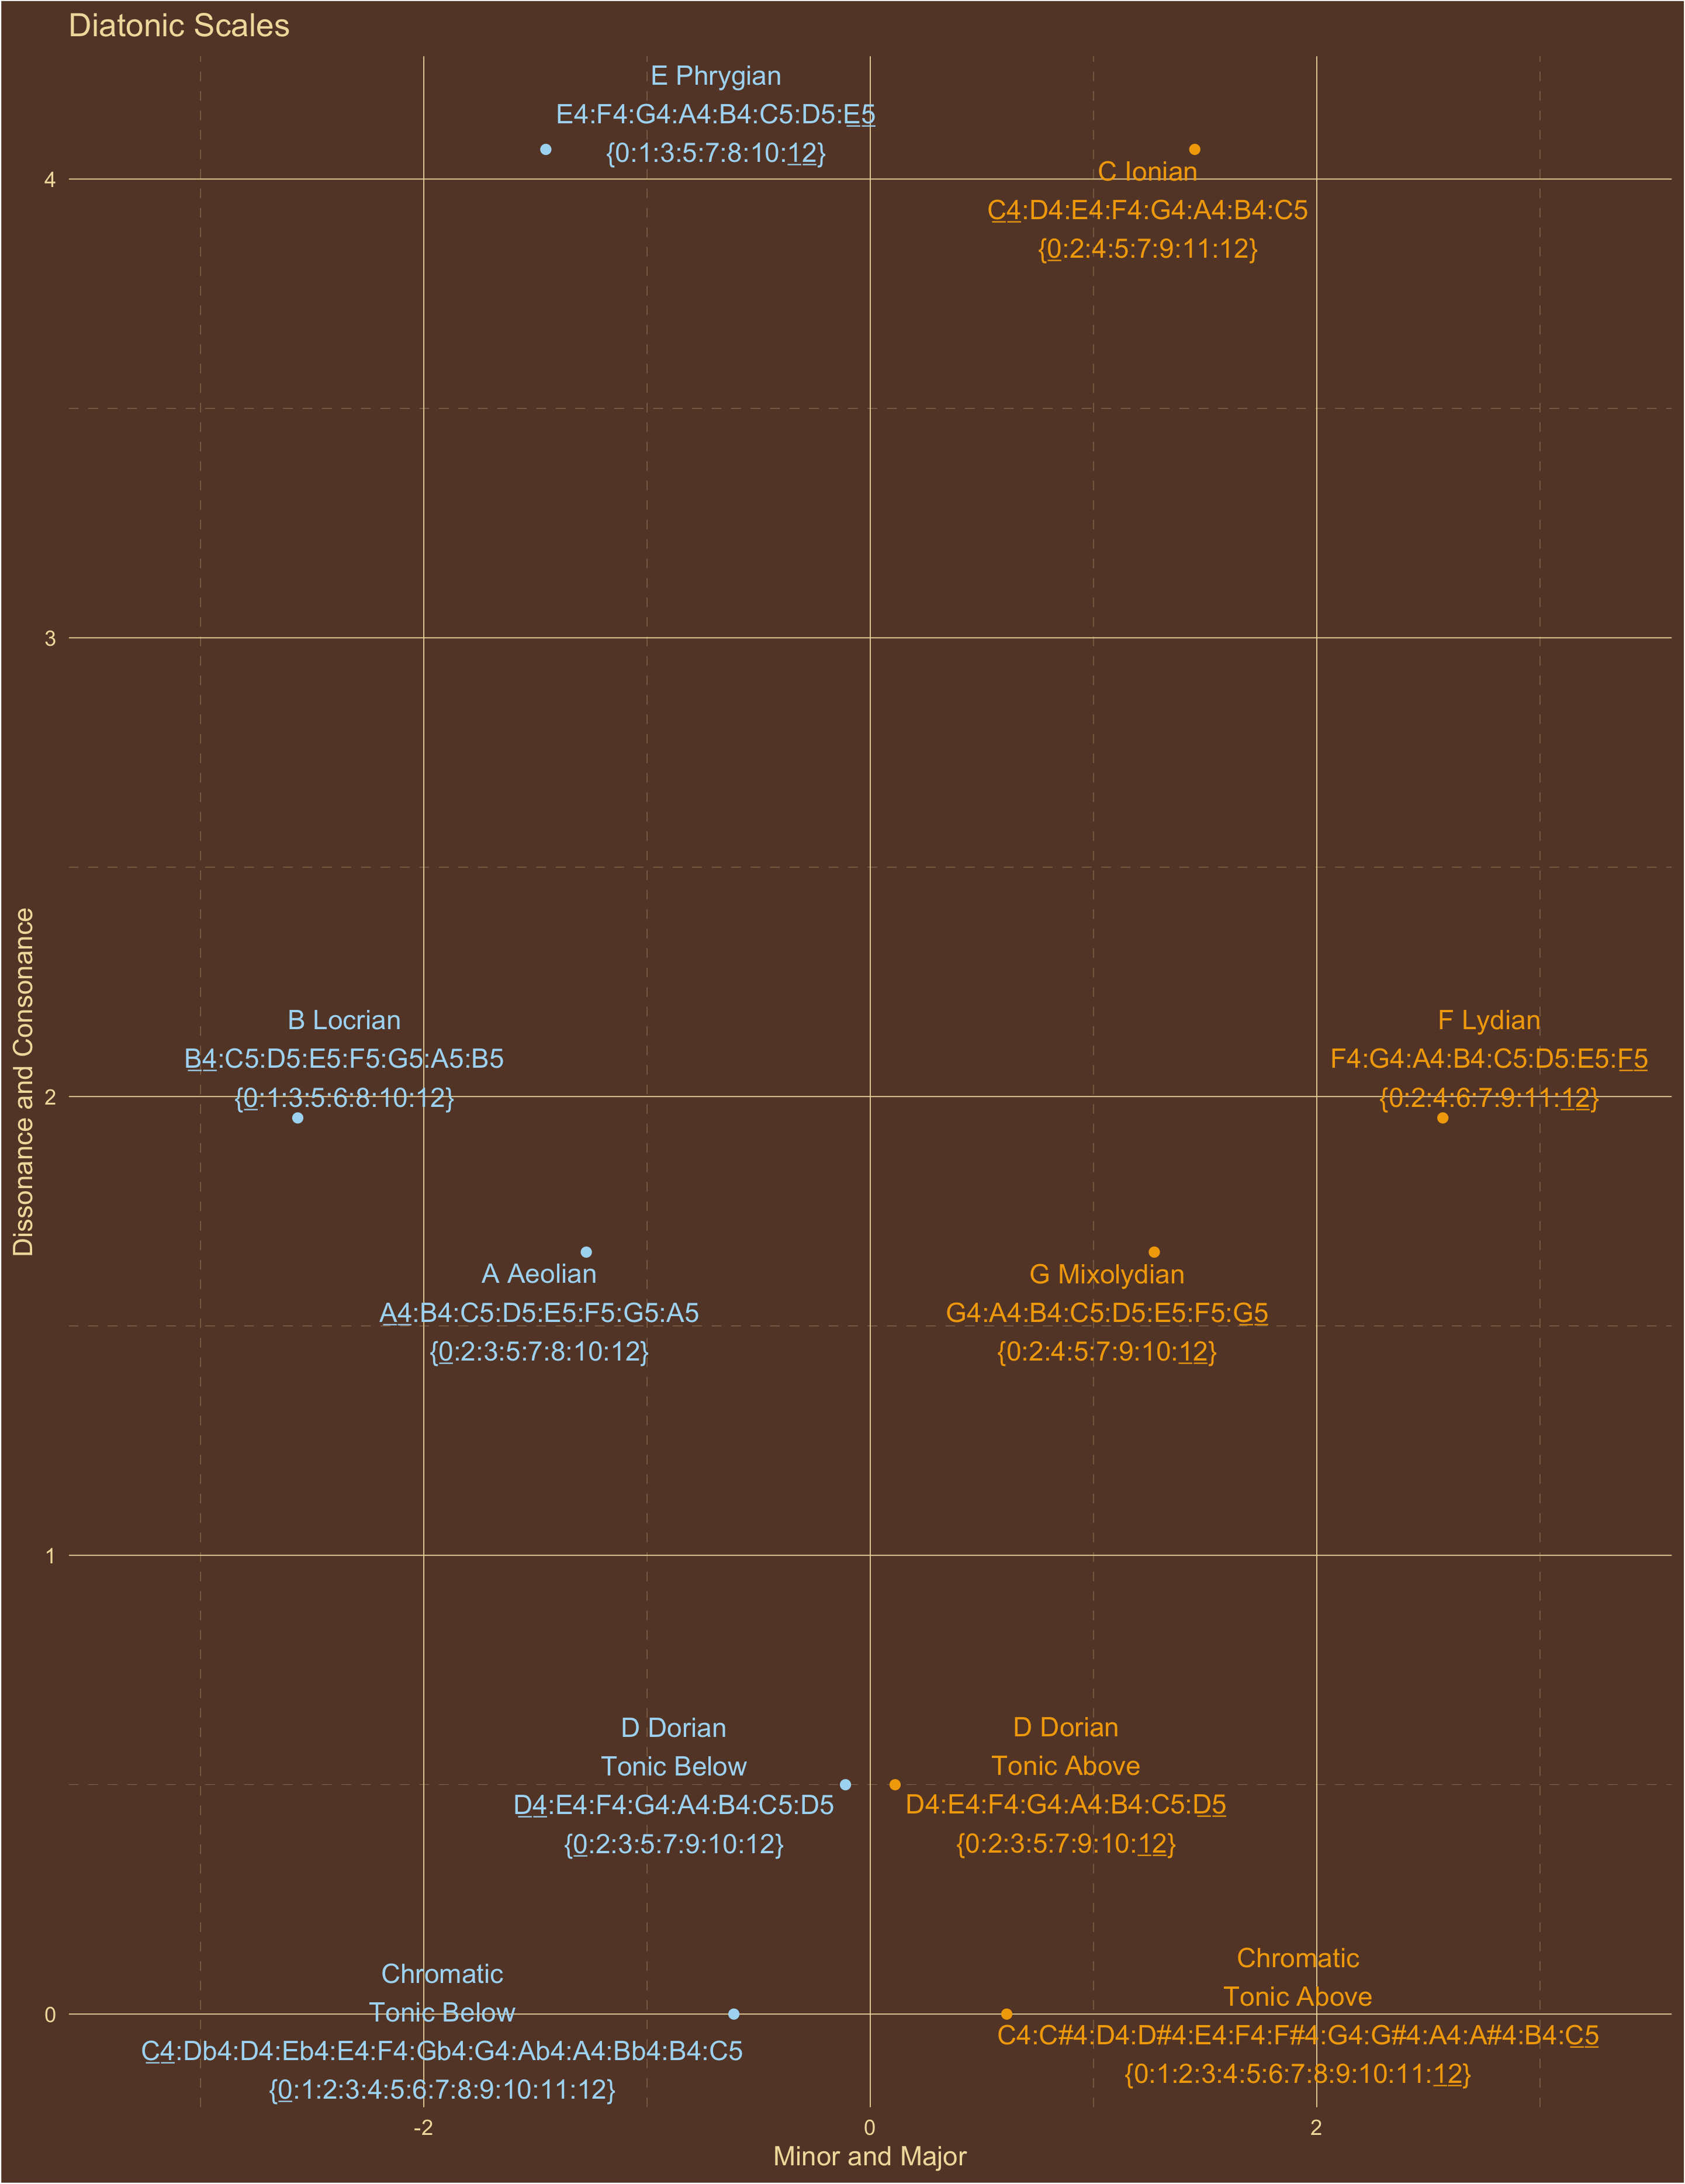 Diatonic Scales
E Phrygian
E4:F4:G4:A4:B4:C5:D5:E5
{0:1:3:5:7:8:10:12}
C Ionian
C4:D4:E4:F4:G4:A4:B4:C5
{0:2:4:5:7:9:11:12}
4
3
Dissonance and Consonance
B Locrian
B4:C5:D5:E5:F5:G5:A5:B5
{0:1:3:5:6:8:10:12}
F Lydian
F4:G4:A4:B4:C5:D5:E5:F5
{0:2:4:6:7:9:11:12}
2
A Aeolian
A4:B4:C5:D5:E5:F5:G5:A5
{0:2:3:5:7:8:10:12}
G Mixolydian
G4:A4:B4:C5:D5:E5:F5:G5
{0:2:4:5:7:9:10:12}
1
D Dorian
Tonic Below
D4:E4:F4:G4:A4:B4:C5:D5
{0:2:3:5:7:9:10:12}
D Dorian
Tonic Above
D4:E4:F4:G4:A4:B4:C5:D5
{0:2:3:5:7:9:10:12}
0
Chromatic
Tonic Below
C4:Db4:D4:Eb4:E4:F4:Gb4:G4:Ab4:A4:Bb4:B4:C5
{0:1:2:3:4:5:6:7:8:9:10:11:12}
Chromatic
Tonic Above
C4:C#4:D4:D#4:E4:F4:F#4:G4:G#4:A4:A#4:B4:C5
{0:1:2:3:4:5:6:7:8:9:10:11:12}
-2
0
2
Minor and Major